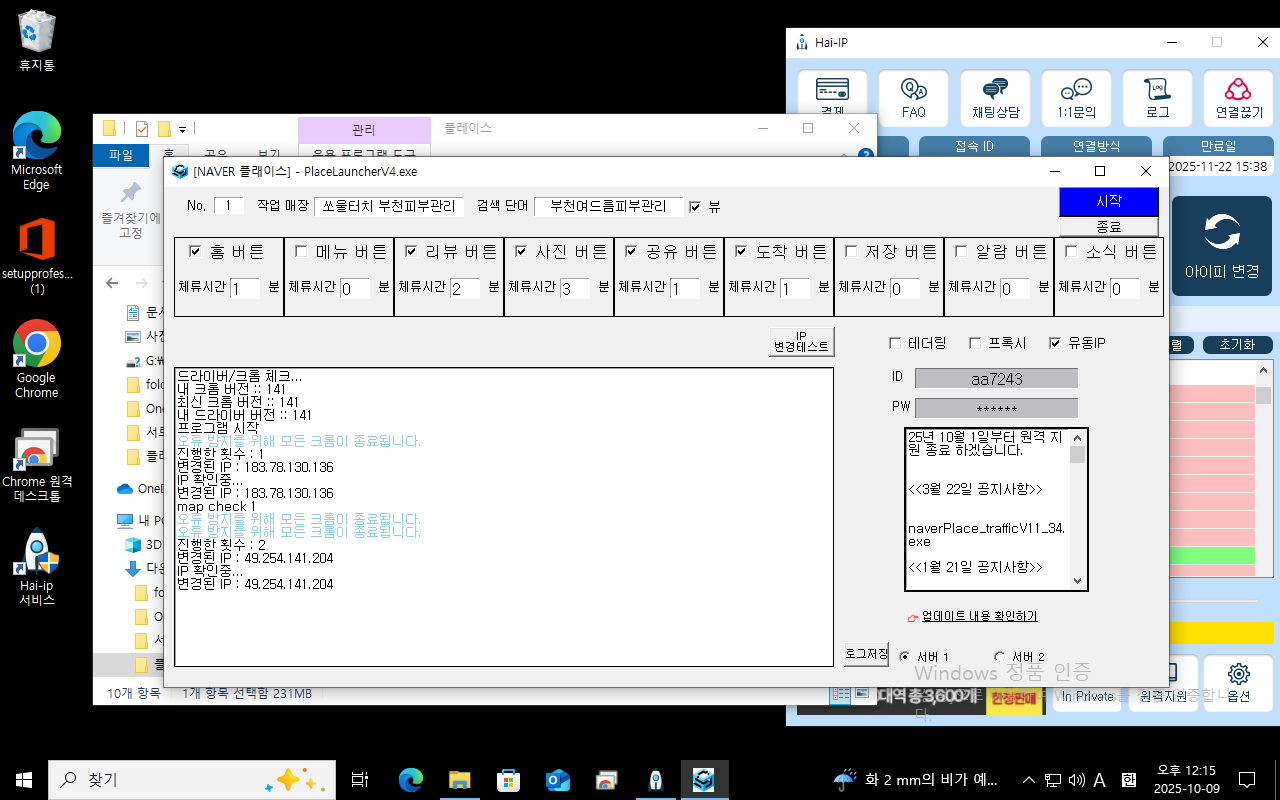 휴지통
Microsoft
Edge
setupprofes...
(1)
Google
Chrome
Chrome 원격
데스크톱
Hai-ip
서비스
Hai-IP
결제
FAQ
채팅상담
1:1문의
로그
연결끊기
접속 ID
연결방식
만료일
2025-11-22 15:38
아이피 변경
초기화
관리
플레이스
파일
홈
공유
보기
응용 프로그램 도구
즐겨찾기에
고정
문서
사진
G:₩
OneD
내 PC
3D
다운
10개 항목
1개 항목 선택함 231MB
[NAVER 플래이스] - PlaceLauncherV4.exe
No. 1 작업 매장 쏘울터치 부천피부관리 검색 단어 부천여드름피부관리 뷰
시작
종료
홈 버튼 메뉴 버튼 리뷰 버튼 사진 버튼 공유 버튼 도착 버튼 저장 버튼 알람 버튼 소식 버튼
체류시간 1 분 체류시간 0 분 체류시간 2 분 체류시간 3 분 체류시간 1 분 체류시간 1 분 체류시간 0 분 체류시간 0 분 체류시간 0 분
IP
변경테스트
테더링 프록시 유동IP
ID aa7243
PW ******
드라이버/크롬 체크...
내 크롬 버전 :: 141
최신 크롬 버전 :: 141
내 드라이버 버전 :: 141
프로그램 시작
오류 방지를 위해 모든 크롬이 종료됩니다.
진행한 횟수 : 1
변경된 IP : 183.78.130.136
IP 확인중...
변경된 IP : 183.78.130.136
map check 1
오류 방지를 위해 모든 크롬이 종료됩니다.
오류 방지를 위해 모든 크롬이 종료됩니다.
진행한 횟수 : 2
변경된 IP : 49.254.141.204
IP 확인중...
변경된 IP : 49.254.141.204
25년 10월 1일부터 원격 지
원 종료 하겠습니다.
<<3월 22일 공지사항>>
naverPlace_trafficV11_34.
exe
<<1월 21일 공지사항>>
업데이트 내용 확인하기
로그저장
서버 1
서버 2
Windows 정품 인증
대역 총 3,600개
한정판매
In Private
원격지원
옵션
찾기
화 2 mm의 비가 예...
A
한
오후 12:15
2025-10-09